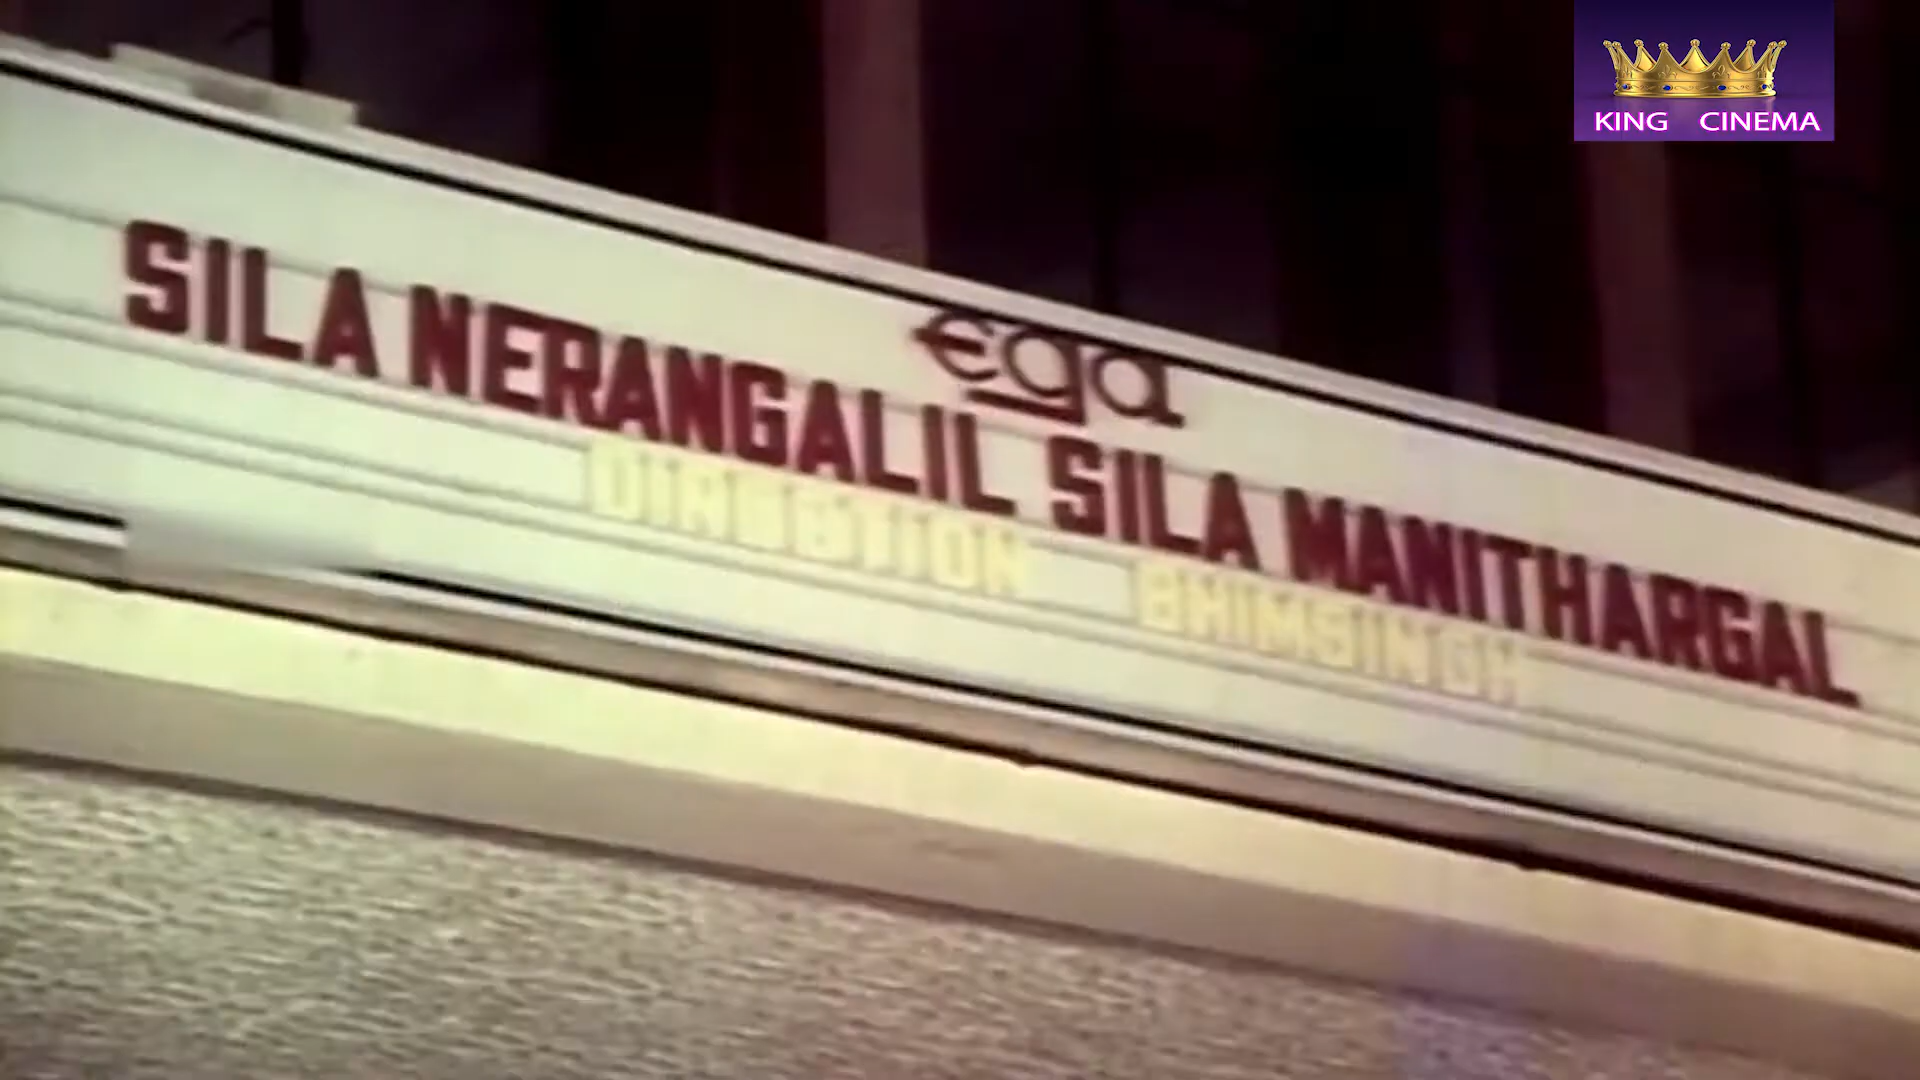 KING CINEMA
ega
SILA NERANGALIL SILA MANITHARGAL
DIRECTION BHIMSINGH